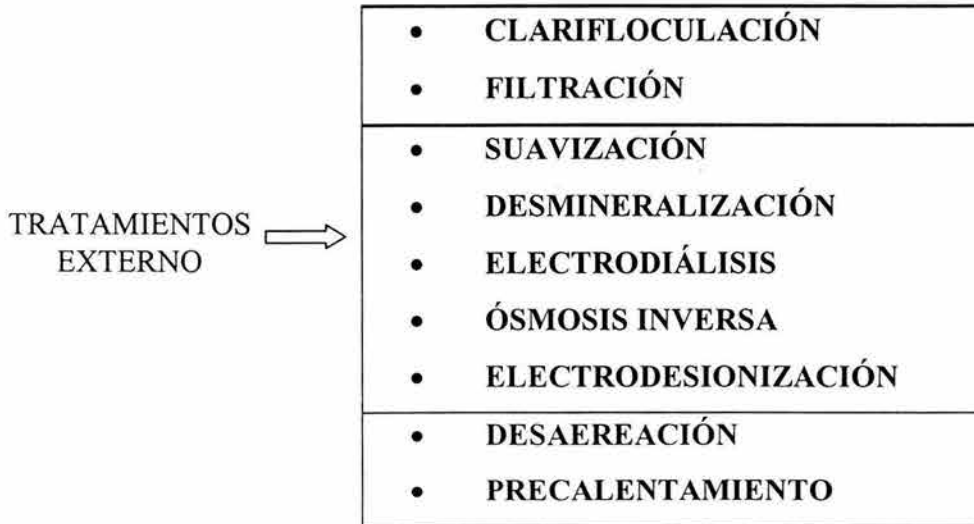 TRATAMIENTOS
EXTERNO
• CLARIFLOCULACIÓN
• FILTRACIÓN
• SUAVIZACIÓN
• DESMINERALIZACIÓN
• ELECTRODIÁLISIS
• ÓSMOSIS INVERSA
• ELECTRODESIONIZACIÓN
• DESAEREACIÓN
• PRECALENTAMIENTO